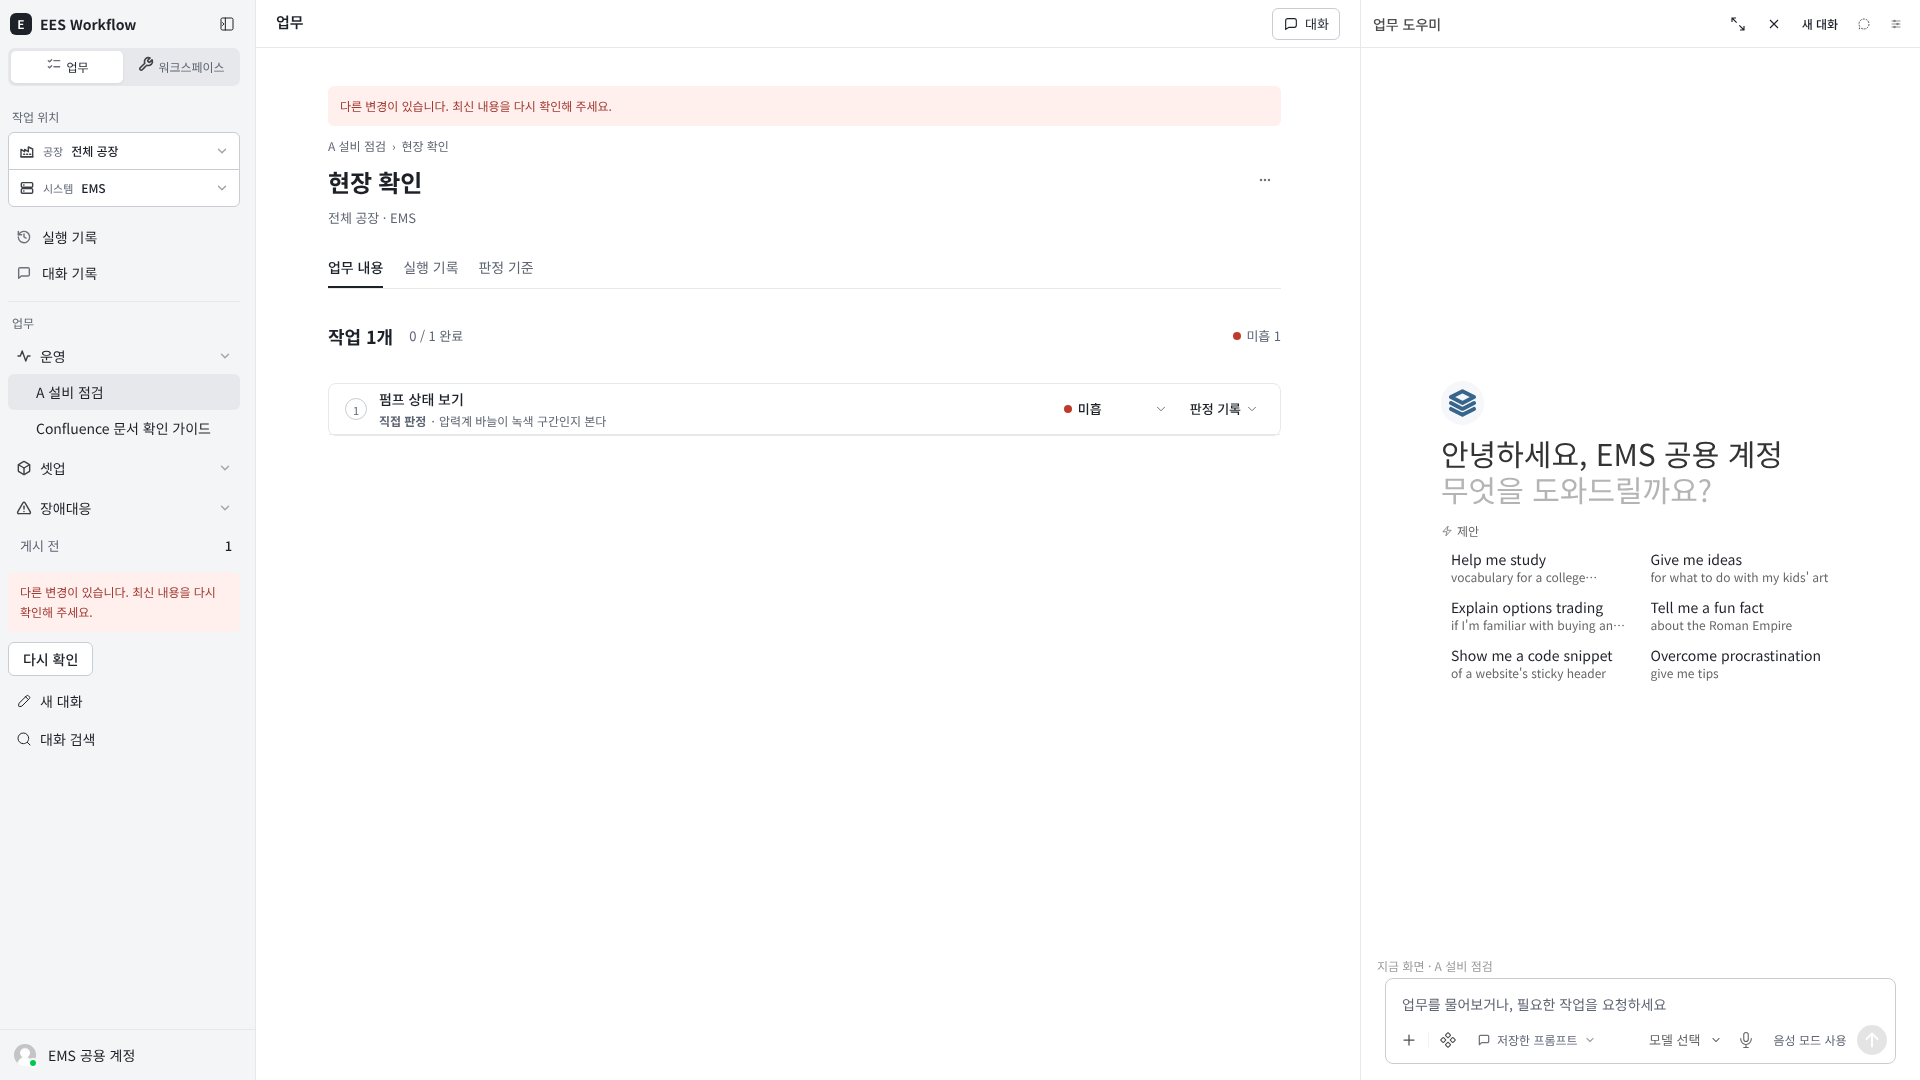 E EES Workflow
업무
워크스페이스
작업 위치
공장 전체 공장
시스템 EMS
실행 기록
대화 기록
업무
운영
A 설비 점검
Confluence 문서 확인 가이드
셋업
장애대응
게시 전 1
다른 변경이 있습니다. 최신 내용을 다시
확인해 주세요.
다시 확인
새 대화
대화 검색
EMS 공용 계정
업무
대화
다른 변경이 있습니다. 최신 내용을 다시 확인해 주세요.
A 설비 점검 › 현장 확인
현장 확인
전체 공장 · EMS
업무 내용 실행 기록 판정 기준
작업 1개 0 / 1 완료
미흡 1
1 펌프 상태 보기
직접 판정 · 압력계 바늘이 녹색 구간인지 본다
미흡
판정 기록
업무 도우미
새 대화
안녕하세요, EMS 공용 계정
무엇을 도와드릴까요?
제안
Help me study
vocabulary for a college…
Give me ideas
for what to do with my kids' art
Explain options trading
if I'm familiar with buying an…
Tell me a fun fact
about the Roman Empire
Show me a code snippet
of a website's sticky header
Overcome procrastination
give me tips
지금 화면 · A 설비 점검
업무를 물어보거나, 필요한 작업을 요청하세요
저장한 프롬프트
모델 선택
음성 모드 사용